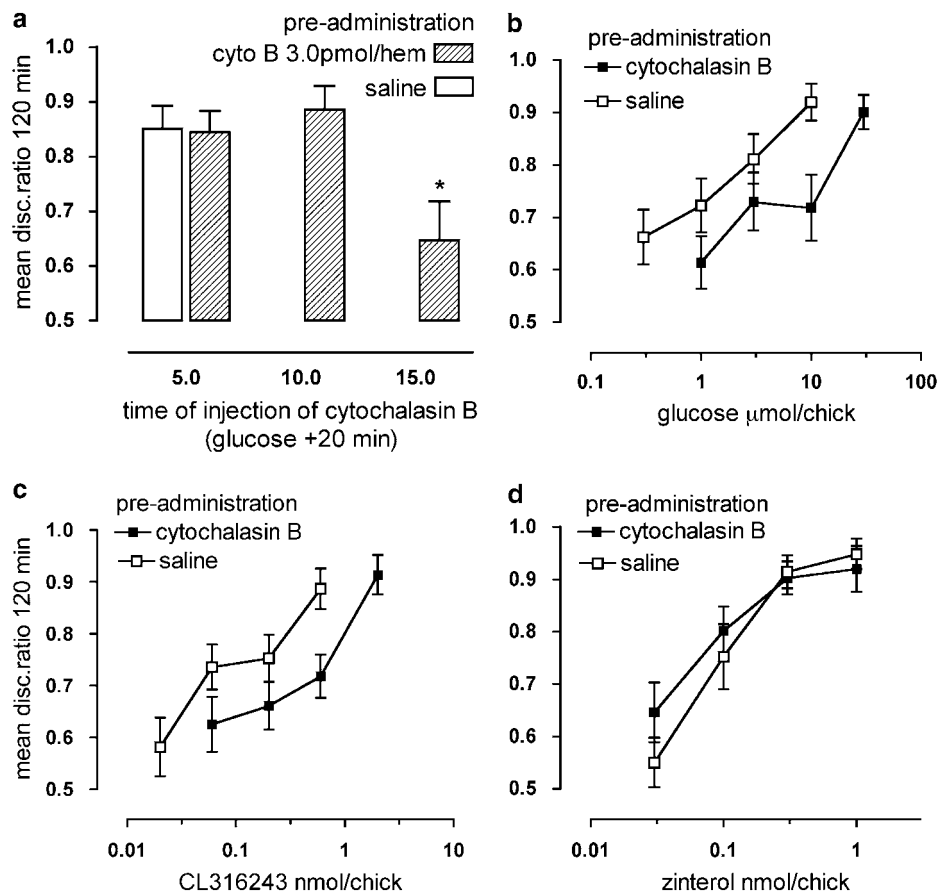 a
pre-administration
cyto B 3.0pmol/hem
saline
mean disc.ratio 120 min
1.0
0.9
0.8
0.7
0.6
0.5
*
5.0 10.0 15.0
time of injection of cytochalasin B
(glucose +20 min)
b
pre-administration
cytochalasin B
saline
1.0
0.9
0.8
0.7
0.6
0.5
0.1 1 10 100
glucose μmol/chick
c
pre-administration
cytochalasin B
saline
mean disc.ratio 120 min
1.0
0.9
0.8
0.7
0.6
0.5
0.01 0.1 1 10
CL316243 nmol/chick
d
pre-administration
cytochalasin B
saline
1.0
0.9
0.8
0.7
0.6
0.5
0.01 0.1 1
zinterol nmol/chick